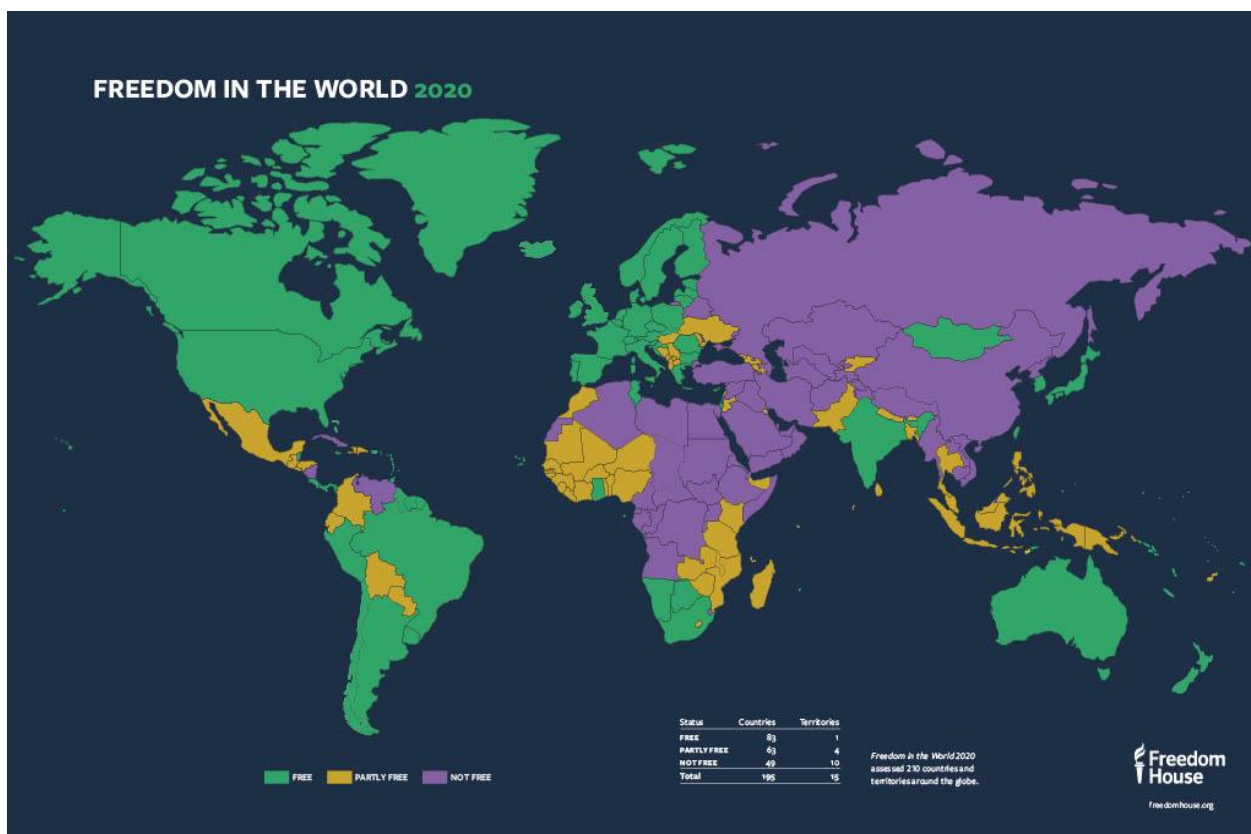 FREEDOM IN THE WORLD 2020
Status Countries Territories
FREE 83 1
PARTLY FREE 63 4
NOT FREE 49 10
Total 195 15
Freedom in the World 2020
assessed 210 countries and
territories around the globe.
FREE PARTLY FREE NOT FREE
Freedom
House
freedomhouse.org